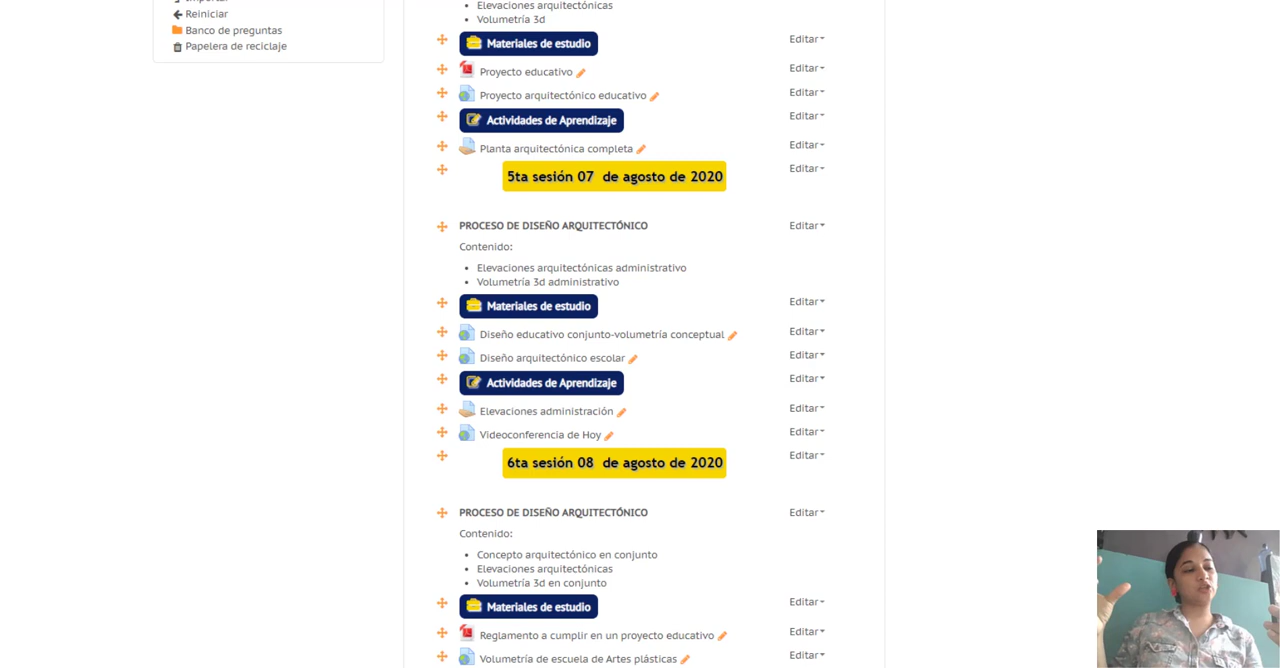 Reiniciar
Banco de preguntas
Papelera de reciclaje
Elevaciones arquitectónicas
Volumetría 3d
Materiales de estudio Editar
Proyecto educativo Editar
Proyecto arquitectónico educativo Editar
Actividades de Aprendizaje Editar
Planta arquitectónica completa Editar
5ta sesión 07 de agosto de 2020 Editar
PROCESO DE DISEÑO ARQUITECTÓNICO Editar
Contenido:
Elevaciones arquitectónicas administrativo
Volumetría 3d administrativo
Materiales de estudio Editar
Diseño educativo conjunto-volumetría conceptual Editar
Diseño arquitectónico escolar Editar
Actividades de Aprendizaje Editar
Elevaciones administración Editar
Videoconferencia de Hoy Editar
6ta sesión 08 de agosto de 2020 Editar
PROCESO DE DISEÑO ARQUITECTÓNICO Editar
Contenido:
Concepto arquitectónico en conjunto
Elevaciones arquitectónicas
Volumetría 3d en conjunto
Materiales de estudio Editar
Reglamento a cumplir en un proyecto educativo Editar
Volumetría de escuela de Artes plásticas Editar